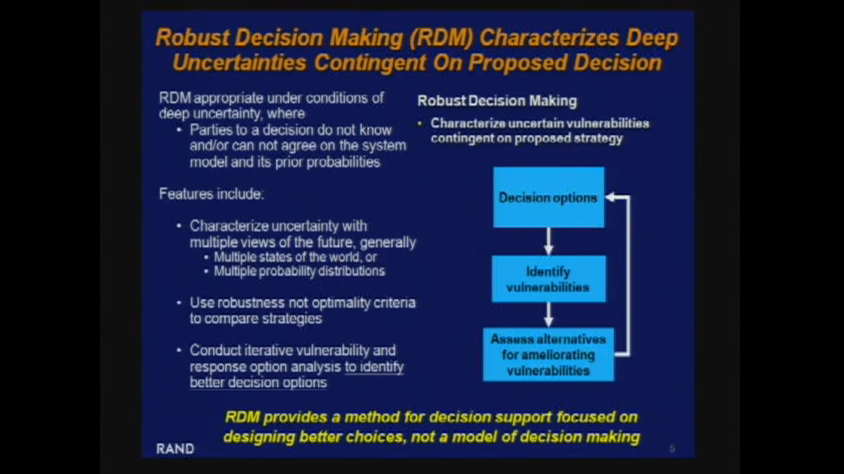 Robust Decision Making (RDM) Characterizes Deep
Uncertainties Contingent On Proposed Decision
RDM appropriate under conditions of
deep uncertainty, where
• Parties to a decision do not know
and/or can not agree on the system
model and its prior probabilities
Features include:
• Characterize uncertainty with
multiple views of the future, generally
• Multiple states of the world, or
• Multiple probability distributions
• Use robustness not optimality criteria
to compare strategies
• Conduct iterative vulnerability and
response option analysis to identify
better decision options
Robust Decision Making
• Characterize uncertain vulnerabilities
contingent on proposed strategy
Decision options
Identify
vulnerabilities
Assess alternatives
for ameliorating
vulnerabilities
RDM provides a method for decision support focused on
designing better choices, not a model of decision making
RAND
5